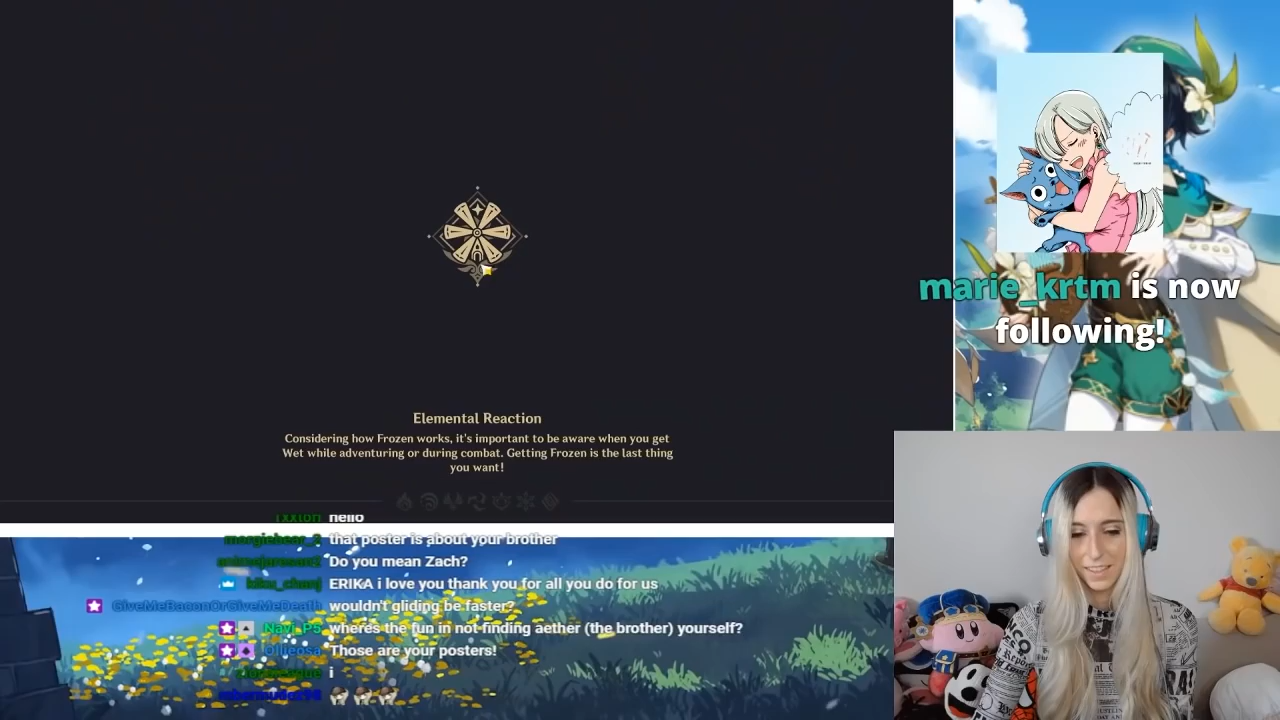 Elemental Reaction
Considering how Frozen works, it's important to be aware when you get
Wet while adventuring or during combat. Getting Frozen is the last thing
you want!
marie_krtm is now
following!
hello
that poster is about your brother
Do you mean Zach?
ERIKA i love you thank you for all you do for us
GiveMeBaconOrGiveMeDeath wouldn't gliding be faster?
Navi_P5 wheres the fun in not finding aether (the brother) yourself?
Those are your posters!
i